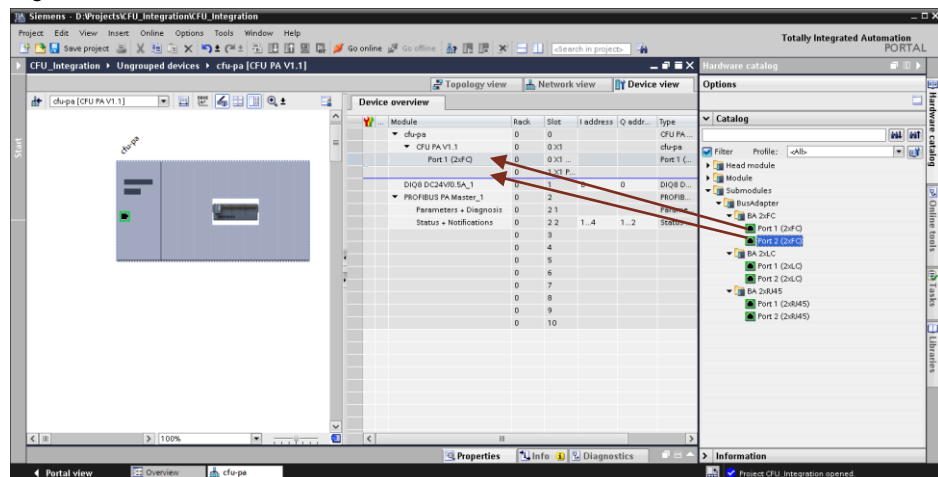 Siemens - D:\Projects\CFU_Integration\CFU_Integration
Project Edit View Insert Online Options Tools Window Help
Save project Go online Go offline <Search in project>
Totally Integrated Automation
PORTAL
CFU_Integration ▸ Ungrouped devices ▸ cfu-pa [CFU PA V1.1]
Hardware catalog
Topology view Network view Device view
Options
cfu-pa [CFU PA V1.1]
Device overview
... Module Rack Slot I address Q addr... Type
cfu-pa 0 0 CFU PA ...
CFU PA V1.1 0 0 X1 cfu-pa
Port 1 (2xFC) 0 0 X1 ... Port 1 (...
0 1 X1 P...
DIQ8 DC24V/0.5A_1 0 1 0 0 DIQ8 D...
PROFIBUS PA Master_1 0 2 PROFIB...
Parameters + Diagnosis 0 2 1 Parame...
Status + Notifications 0 2 2 1...4 1...2 Status
0 3
0 4
0 5
0 6
0 7
0 8
0 9
0 10
cfu-pa
Catalog
Filter Profile: <All>
Head module
Module
Submodules
BusAdapter
BA 2xFC
Port 1 (2xFC)
Port 2 (2xFC)
BA 2xLC
Port 1 (2xLC)
Port 2 (2xLC)
BA 2xRJ45
Port 1 (2xRJ45)
Port 2 (2xRJ45)
Start
Hardware catalog
Online tools
Tasks
Libraries
100%
Properties Info Diagnostics
Information
Portal view Overview cfu-pa
Project CFU_Integration opened.